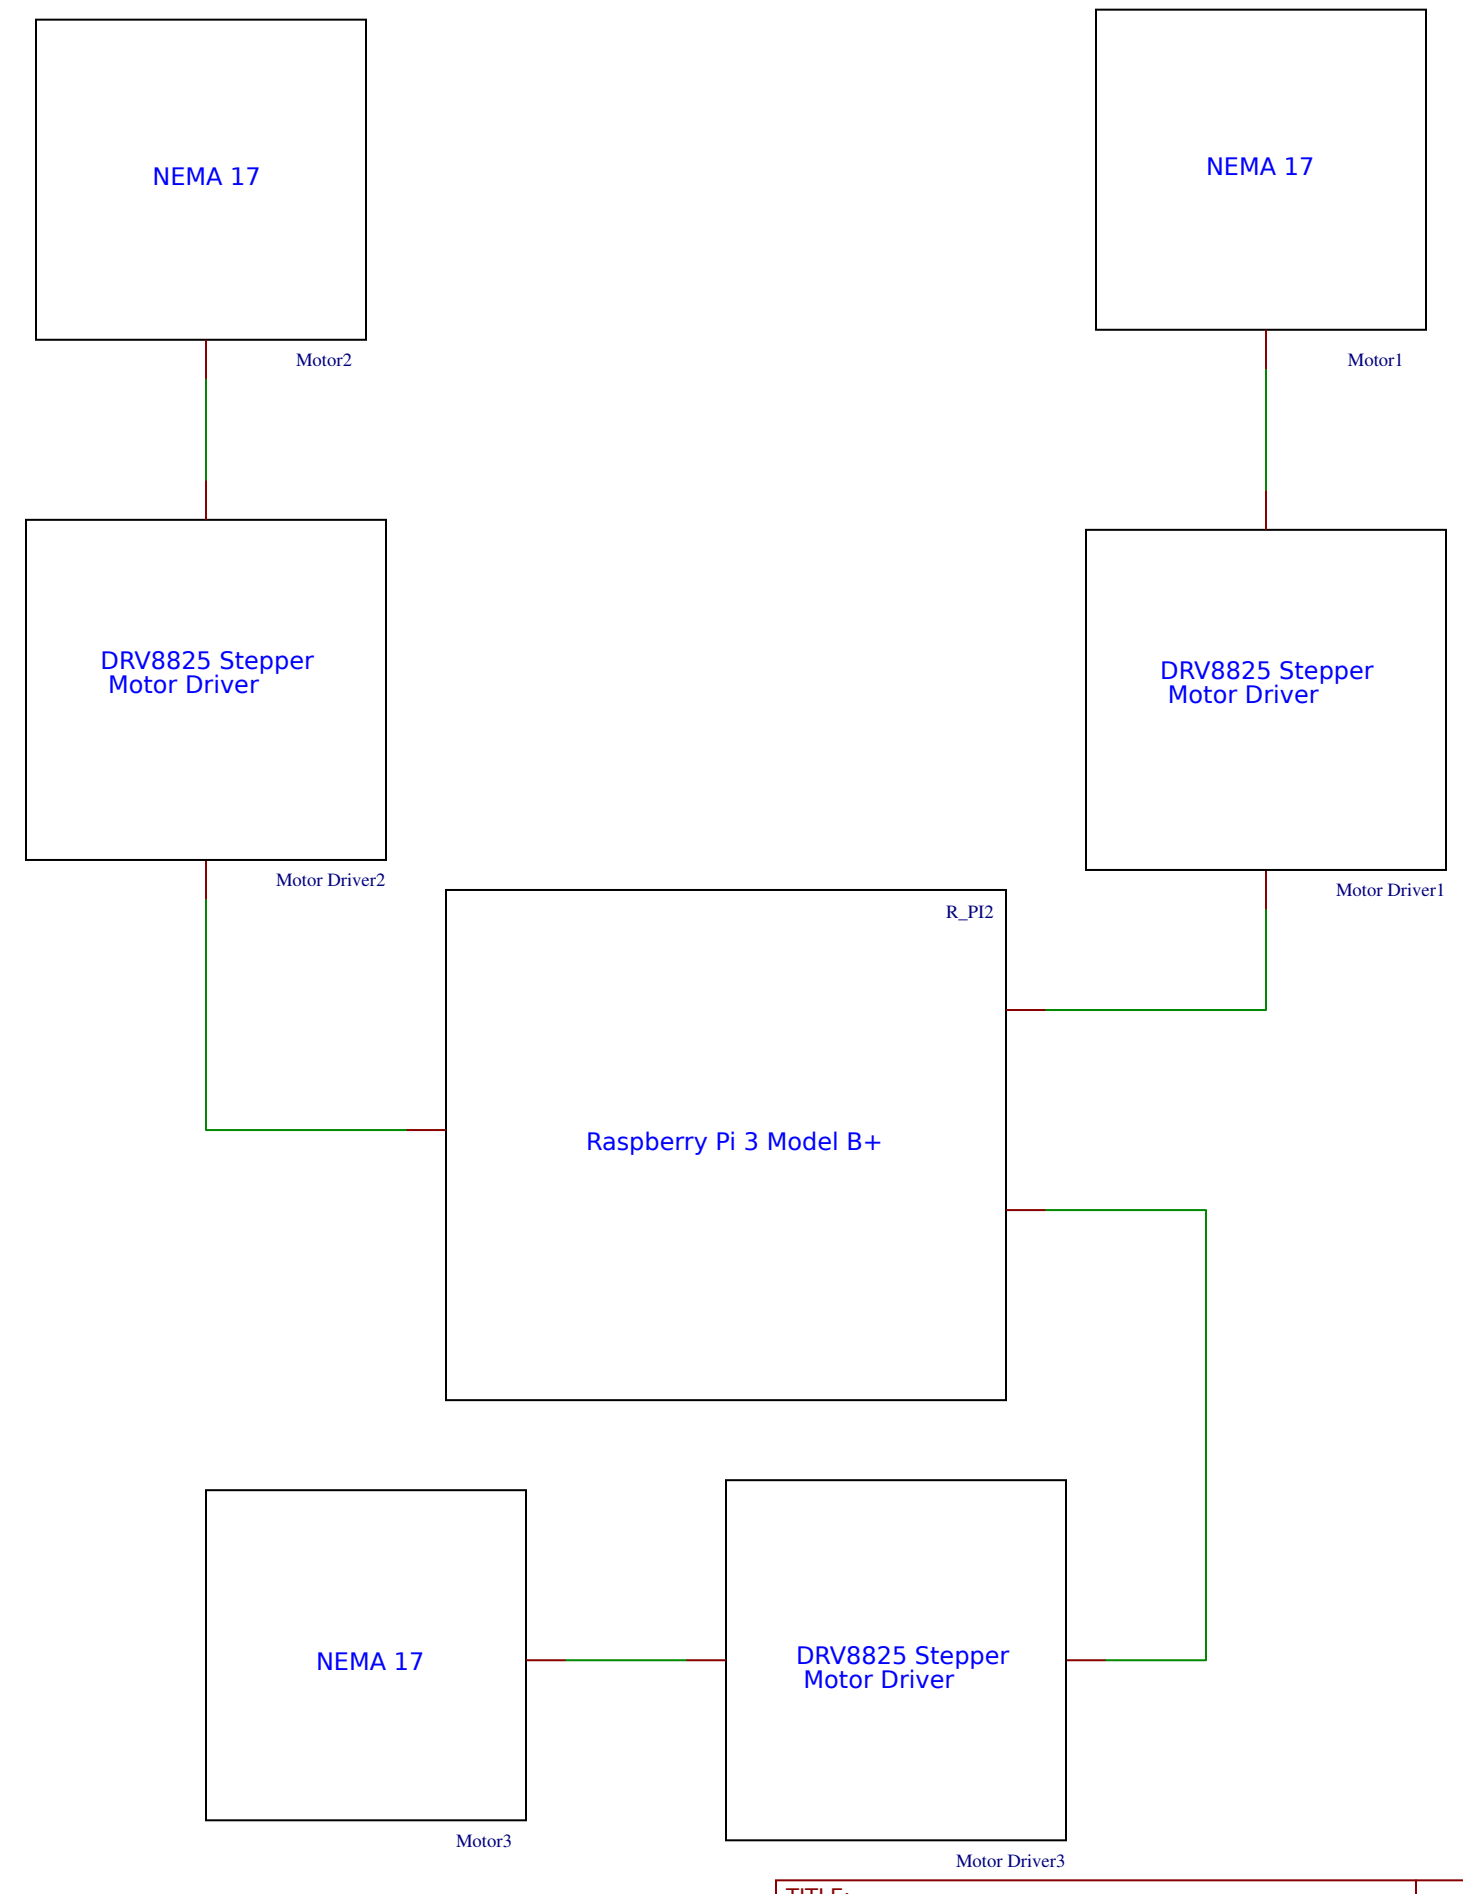 NEMA 17
NEMA 17
Motor2
Motor1
DRV8825 Stepper
Motor Driver
DRV8825 Stepper
Motor Driver
Motor Driver2
Motor Driver1
R_PI2
Raspberry Pi 3 Model B+
NEMA 17
DRV8825 Stepper
Motor Driver
Motor3
Motor Driver3
TITLE: